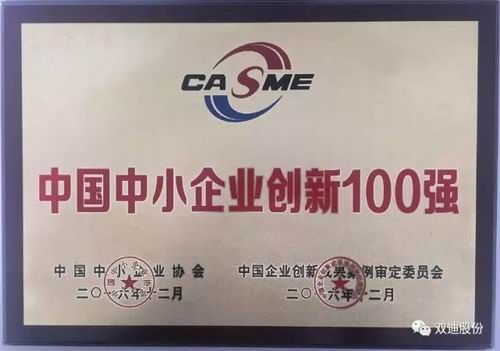 CASME
中国中小企业创新100强
中国中小企业协会
二〇一六年十二月
中国企业创新成果案例审定委员会
二〇一六年十二月
双迪股份